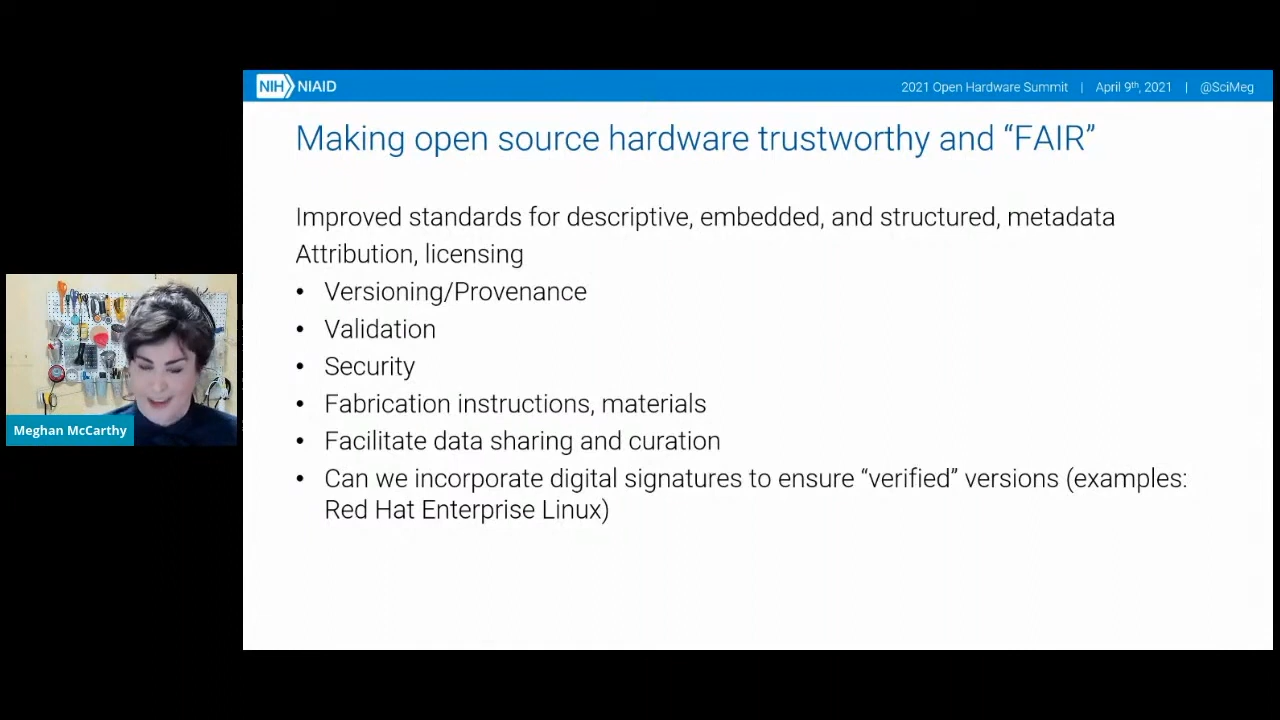 NIH NIAID
2021 Open Hardware Summit | April 9th, 2021 | @SciMeg
Making open source hardware trustworthy and “FAIR”
Improved standards for descriptive, embedded, and structured, metadata
Attribution, licensing
• Versioning/Provenance
• Validation
• Security
• Fabrication instructions, materials
• Facilitate data sharing and curation
• Can we incorporate digital signatures to ensure “verified” versions (examples:
Red Hat Enterprise Linux)
Meghan McCarthy